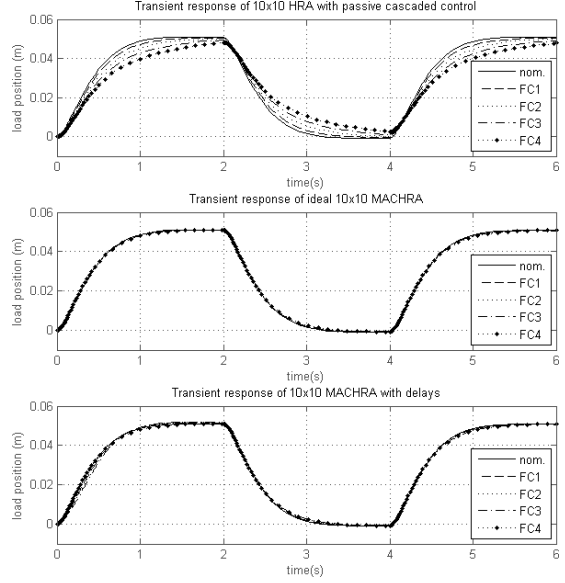 Transient response of 10x10 HRA with passive cascaded control
0.06
0.04
0.02
0
load position (m)
nom.
FC1
FC2
FC3
FC4
0 1 2 3 4 5 6
time(s)
Transient response of ideal 10x10 MACHRA
0.06
0.04
0.02
0
load position (m)
nom.
FC1
FC2
FC3
FC4
0 1 2 3 4 5 6
time(s)
Transient response of 10x10 MACHRA with delays
0.06
0.04
0.02
0
load position (m)
nom.
FC1
FC2
FC3
FC4
0 1 2 3 4 5 6
time(s)